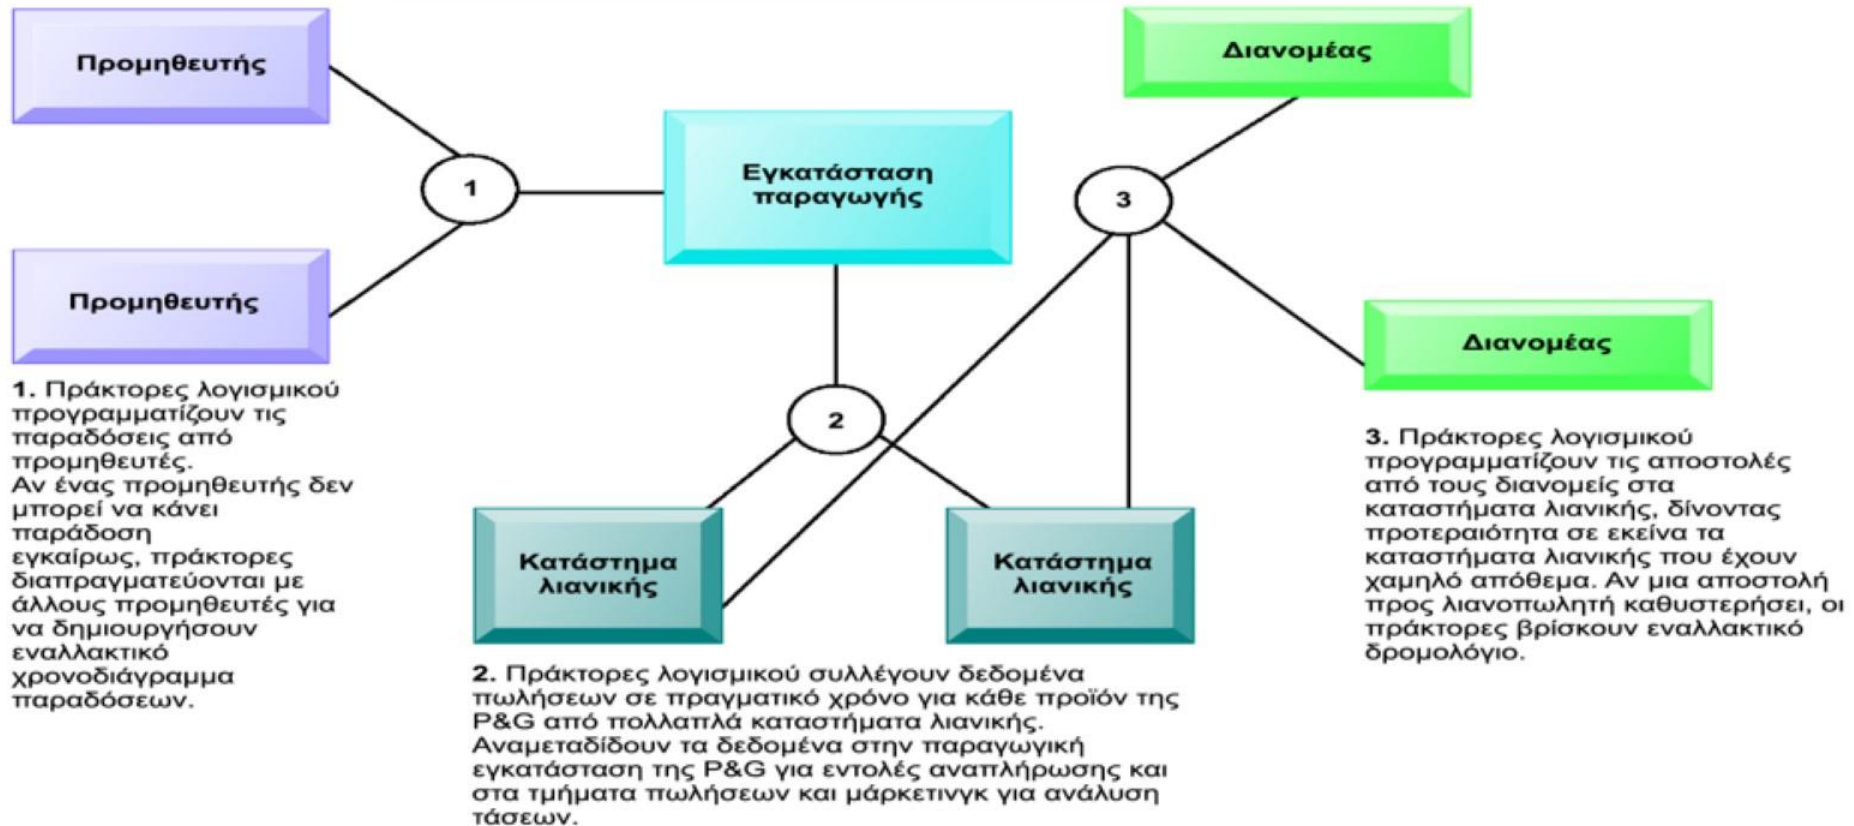 Προμηθευτής
Διανομέας
Εγκατάσταση
παραγωγής
1
3
Προμηθευτής
Διανομέας
2
Κατάστημα
λιανικής
Κατάστημα
λιανικής
1. Πράκτορες λογισμικού
προγραμματίζουν τις
παραδόσεις από
προμηθευτές.
Αν ένας προμηθευτής δεν
μπορεί να κάνει
παράδοση
εγκαίρως, πράκτορες
διαπραγματεύονται με
άλλους προμηθευτές για
να δημιουργήσουν
εναλλακτικό
χρονοδιάγραμμα
παραδόσεων.
2. Πράκτορες λογισμικού συλλέγουν δεδομένα
πωλήσεων σε πραγματικό χρόνο για κάθε προϊόν της
P&G από πολλαπλά καταστήματα λιανικής.
Αναμεταδίδουν τα δεδομένα στην παραγωγική
εγκατάσταση της P&G για εντολές αναπλήρωσης και
στα τμήματα πωλήσεων και μάρκετινγκ για ανάλυση
τάσεων.
3. Πράκτορες λογισμικού
προγραμματίζουν τις αποστολές
από τους διανομείς στα
καταστήματα λιανικής, δίνοντας
προτεραιότητα σε εκείνα τα
καταστήματα λιανικής που έχουν
χαμηλό απόθεμα. Αν μια αποστολή
προς λιανοπωλητή καθυστερήσει, οι
πράκτορες βρίσκουν εναλλακτικό
δρομολόγιο.